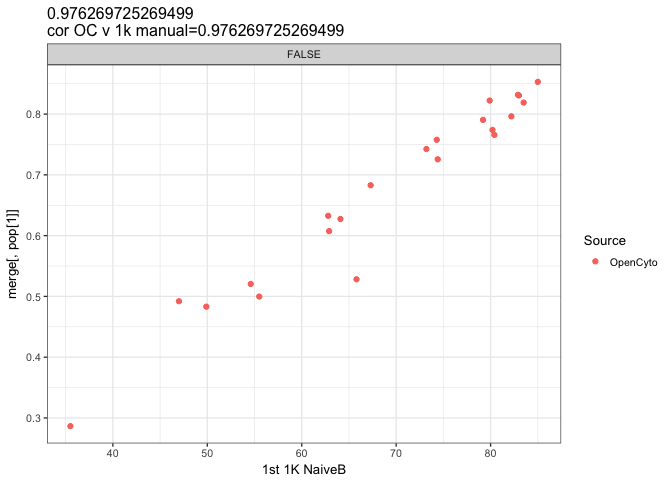 0.976269725269499
cor OC v 1k manual=0.976269725269499
FALSE
merge[, pop[1]]
0.8
0.7
0.6
0.5
0.4
0.3
40 50 60 70 80
1st 1K NaiveB
Source
OpenCyto